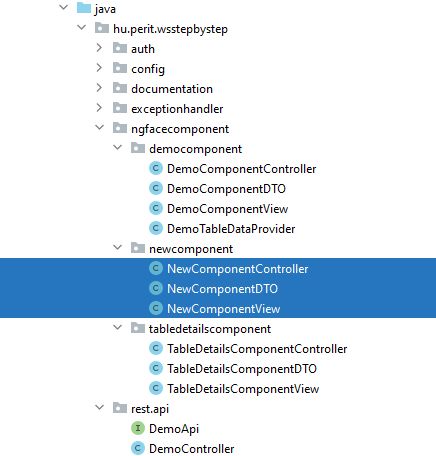 java
hu.perit.wsstepbystep
auth
config
documentation
exceptionhandler
ngfacecomponent
democomponent
C DemoComponentController
C DemoComponentDTO
C DemoComponentView
C DemoTableDataProvider
newcomponent
C NewComponentController
C NewComponentDTO
C NewComponentView
tabledetailscomponent
C TableDetailsComponentController
C TableDetailsComponentDTO
C TableDetailsComponentView
rest.api
I DemoApi
C DemoController